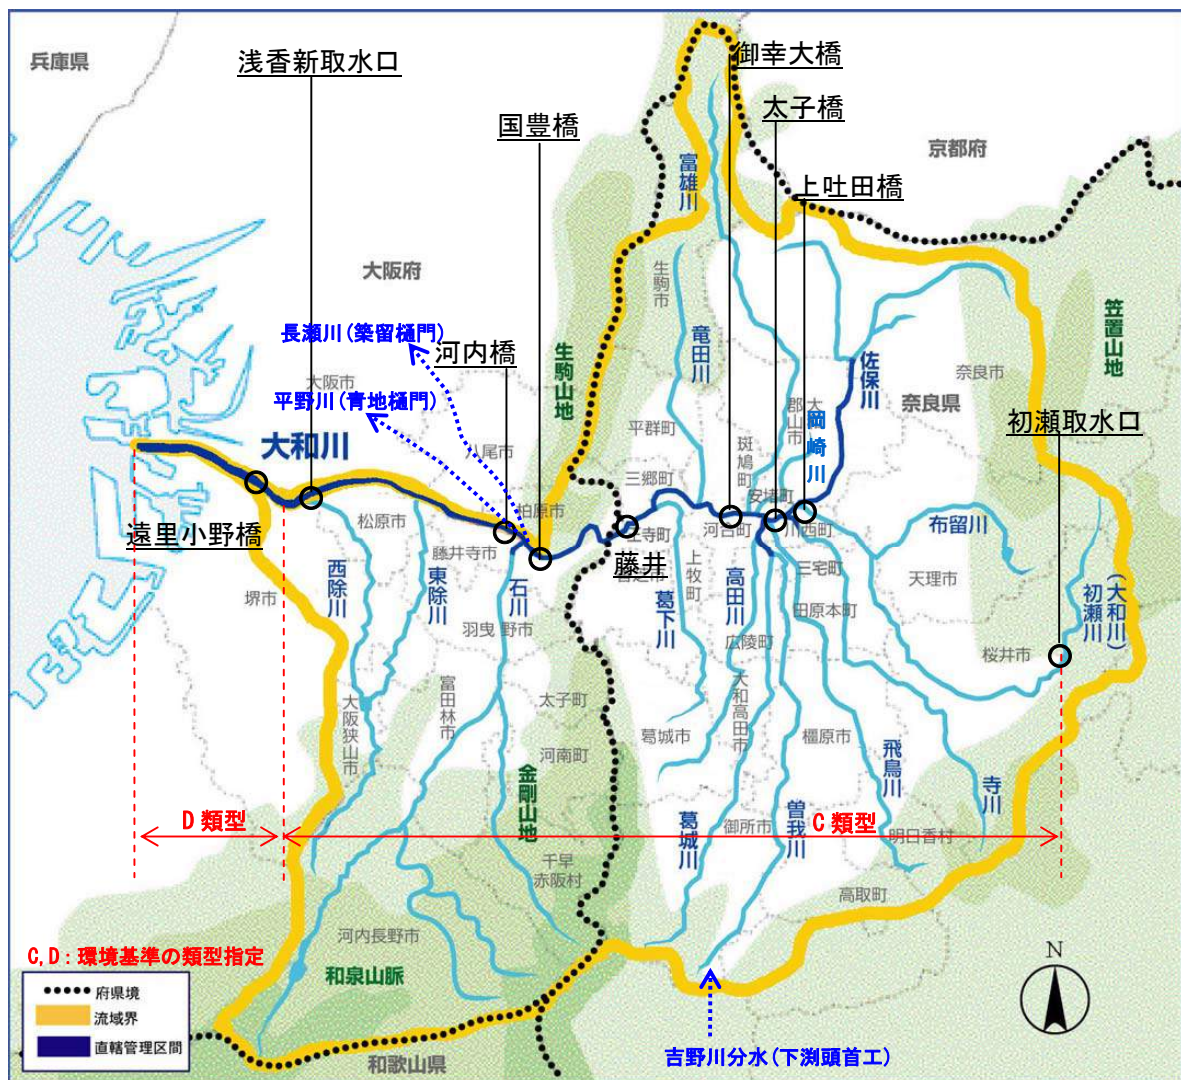 兵庫県
浅香新取水口
国豊橋
御幸大橋
太子橋
上吐田橋
京都府
富雄川
大阪府
生駒市
長瀬川(築留樋門)
河内橋
竜田川
生駒山地
笠置山地
佐保川
奈良市
大阪市
平野川(青地樋門)
奈良県
大
郡山市
岡崎川
初瀬取水口
大和川
八尾市
平群町
斑鳩町
三郷町
安堵町
柏原市
松原市
遠里小野橋
藤井寺市
王寺町
河合町
川西町
布留川
藤井
三宅町
天理市
西除川
東除川
石川
上牧町
高田川
葛下川
田原本町
初瀬川
(大和川)
堺市
羽曳野市
広陵町
桜井市
富田林市
太子町
大和高田市
大阪狭山市
葛城市
橿原市
河南町
飛鳥川
寺川
金剛山地
D類型
C類型
葛城川
御所市
曽我川
明日香村
千早
赤阪村
高取町
河内長野市
C,D:環境基準の類型指定
和泉山脈
府県境
流域界
直轄管理区間
N
和歌山県
吉野川分水(下渕頭首工)